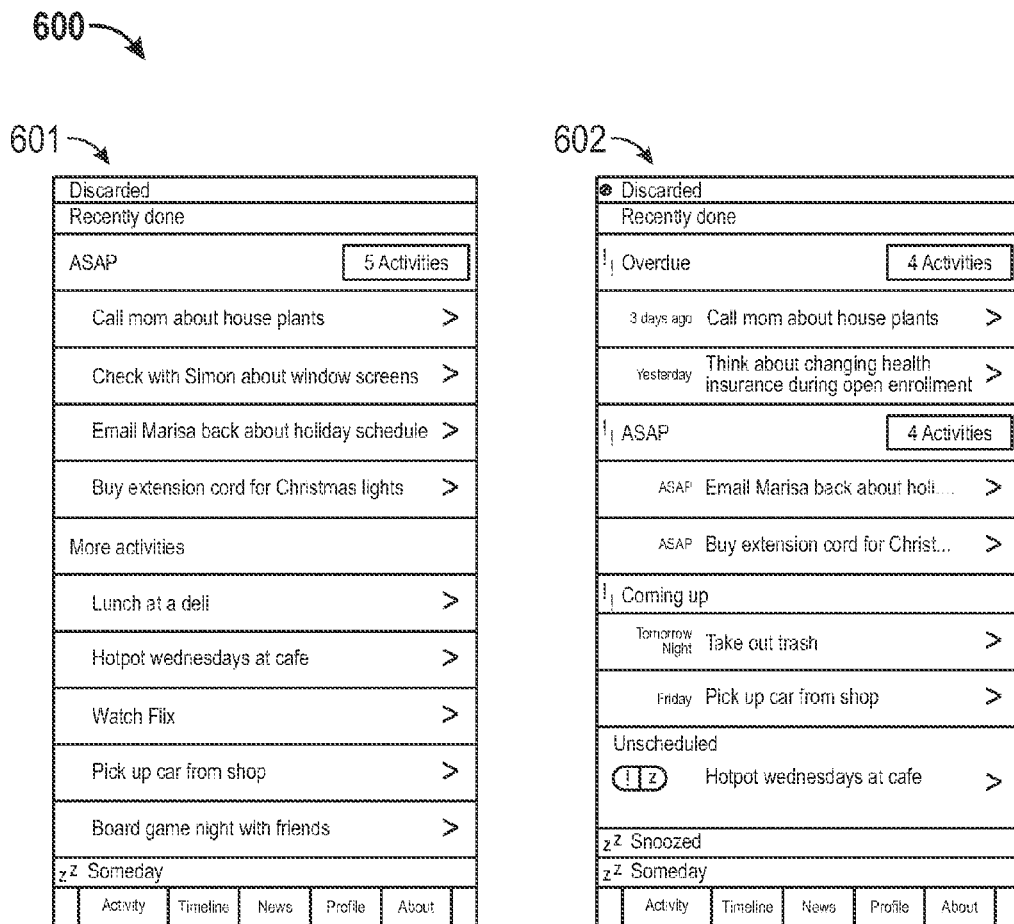 600
601
Discarded
Recently done
ASAP 5 Activities
Call mom about house plants >
Check with Simon about window screens >
Email Marisa back about holiday schedule >
Buy extension cord for Christmas lights >
More activities
Lunch at a deli >
Hotpot wednesdays at cafe >
Watch Flix >
Pick up car from shop >
Board game night with friends >
zz Someday
Activity Timeline News Profile About
602
Discarded
Recently done
!| Overdue 4 Activities
3 days ago Call mom about house plants >
Yesterday Think about changing health
insurance during open enrollment >
!| ASAP 4 Activities
ASAP Email Marisa back about holi.... >
ASAP Buy extension cord for Christ... >
!| Coming up
Tomorrow
Night Take out trash >
Friday Pick up car from shop >
Unscheduled
! z Hotpot wednesdays at cafe >
zz Snoozed
zz Someday
Activity Timeline News Profile About